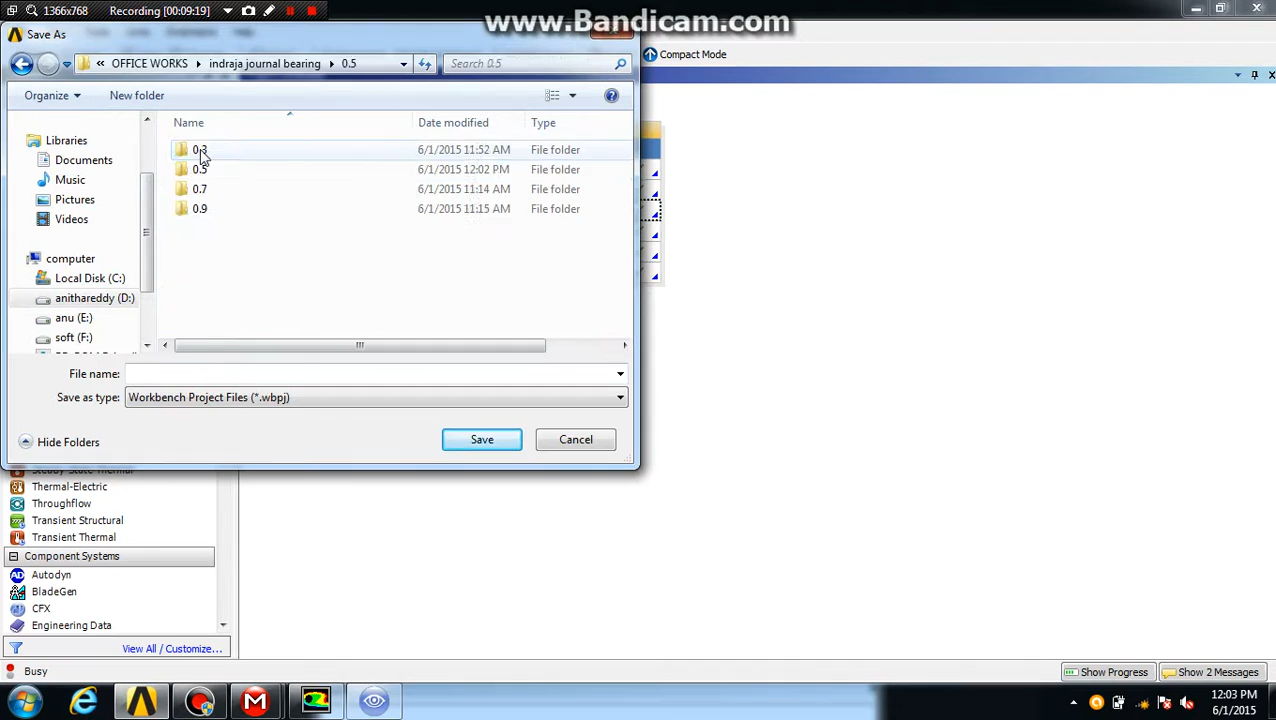 1366x768 Recording [00:09:19]
www.Bandicam.com
Save As
« OFFICE WORKS indraja journal bearing 0.5 Search 0.5
Compact Mode
Organize New folder
Name Date modified Type
Libraries
Documents
Music
Pictures
Videos
computer
Local Disk (C:)
anithareddy (D:)
anu (E:)
soft (F:)
0.3 6/1/2015 11:52 AM File folder
0.5 6/1/2015 12:02 PM File folder
0.7 6/1/2015 11:14 AM File folder
0.9 6/1/2015 11:15 AM File folder
File name:
Save as type: Workbench Project Files (*.wbpj)
Hide Folders Save Cancel
Steady-State Thermal
Thermal-Electric
Throughflow
Transient Structural
Transient Thermal
Component Systems
Autodyn
BladeGen
CFX
Engineering Data
View All / Customize...
Busy Show Progress Show 2 Messages
12:03 PM
6/1/2015